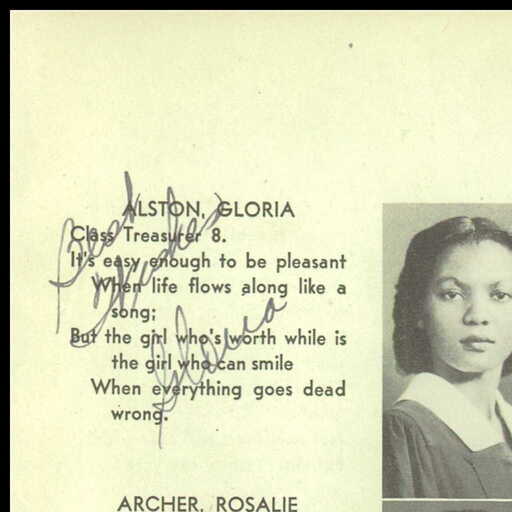 ALSTON, GLORIA
Class Treasurer 8.
It's easy enough to be pleasant
When life flows along like a
song;
But the girl who's worth while is
the girl who can smile
When everything goes dead
wrong.
Best
Wishes
Gloria
ARCHER, ROSALIE